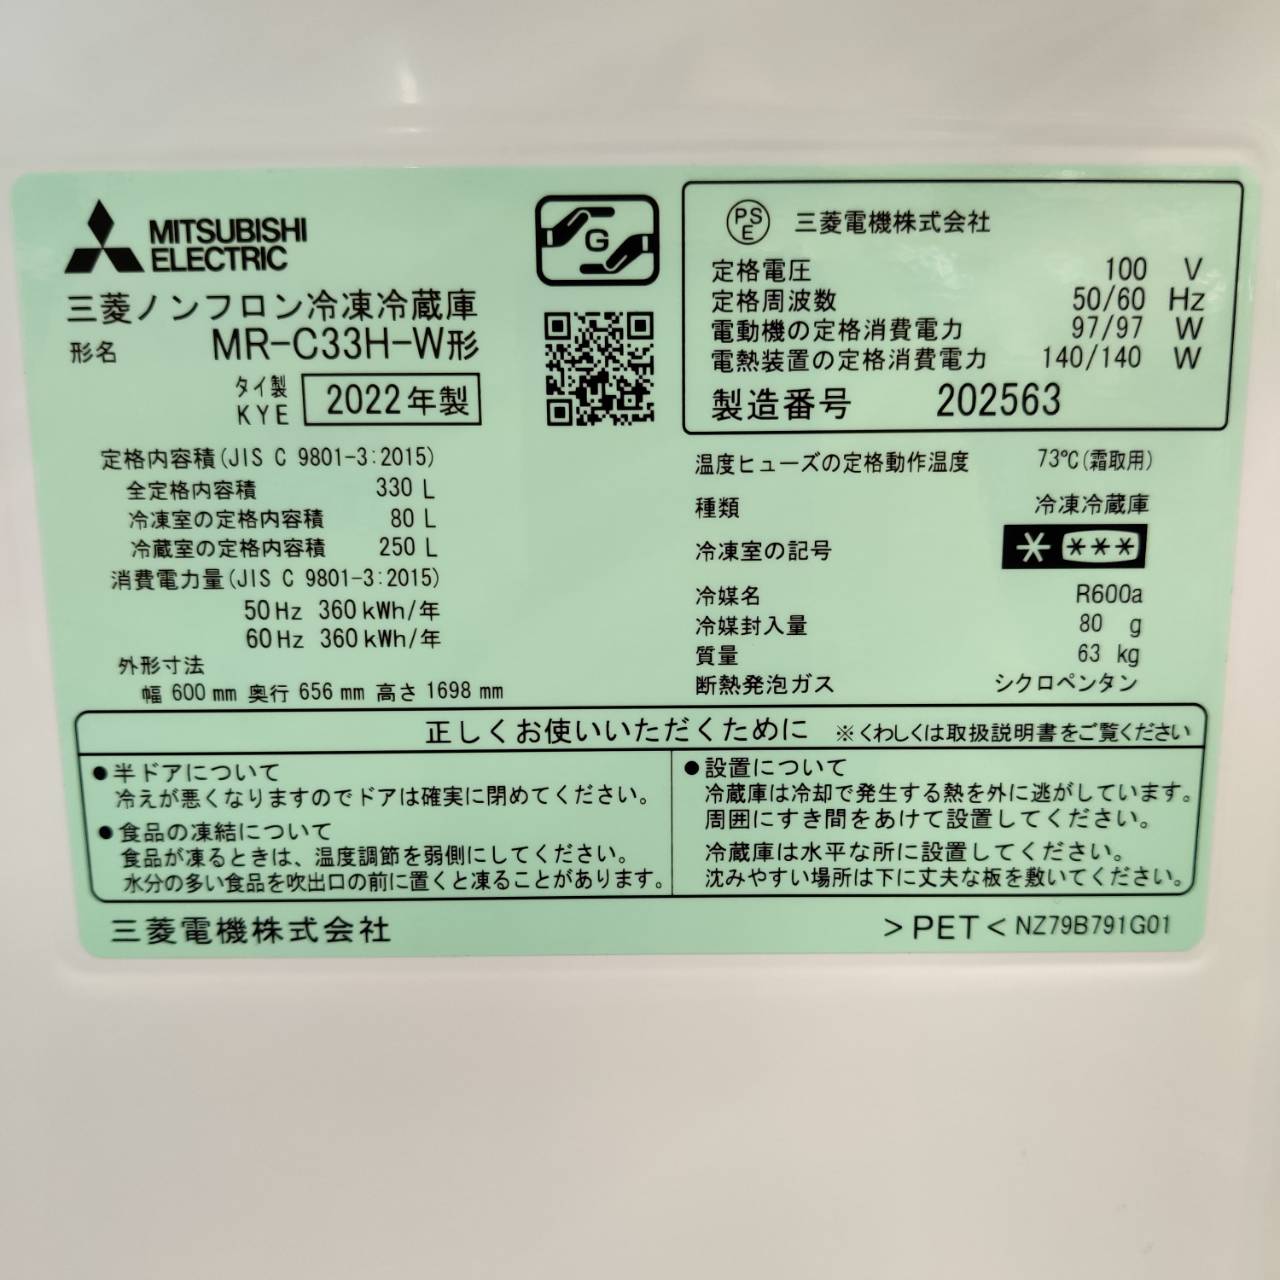 MITSUBISHI
ELECTRIC
三菱ノンフロン冷凍冷蔵庫
形名 MR-C33H-W形
タイ製
KYE 2022年製
G
定格内容積(JIS C 9801-3:2015)
全定格内容積 330 L
冷凍室の定格内容積 80 L
冷蔵室の定格内容積 250 L
消費電力量(JIS C 9801-3:2015)
50Hz 360kWh/年
60Hz 360kWh/年
外形寸法
幅 600mm 奥行 656mm 高さ 1698mm
PSE 三菱電機株式会社
定格電圧 100 V
定格周波数 50/60 Hz
電動機の定格消費電力 97/97 W
電熱装置の定格消費電力 140/140 W
製造番号 202563
温度ヒューズの定格動作温度 73℃(霜取用)
種類 冷凍冷蔵庫
冷凍室の記号 * ***
冷媒名 R600a
冷媒封入量 80 g
質量 63 kg
断熱発泡ガス シクロペンタン
正しくお使いいただくために ※くわしくは取扱説明書をご覧ください
●半ドアについて
冷えが悪くなりますのでドアは確実に閉めてください。
●食品の凍結について
食品が凍るときは、温度調節を弱側にしてください。
水分の多い食品を吹出口の前に置くと凍ることがあります。
●設置について
冷蔵庫は冷却で発生する熱を外に逃がしています。
周囲にすき間をあけて設置してください。
冷蔵庫は水平な所に設置してください。
沈みやすい場所は下に丈夫な板を敷いてください。
三菱電機株式会社
>PET< NZ79B791G01